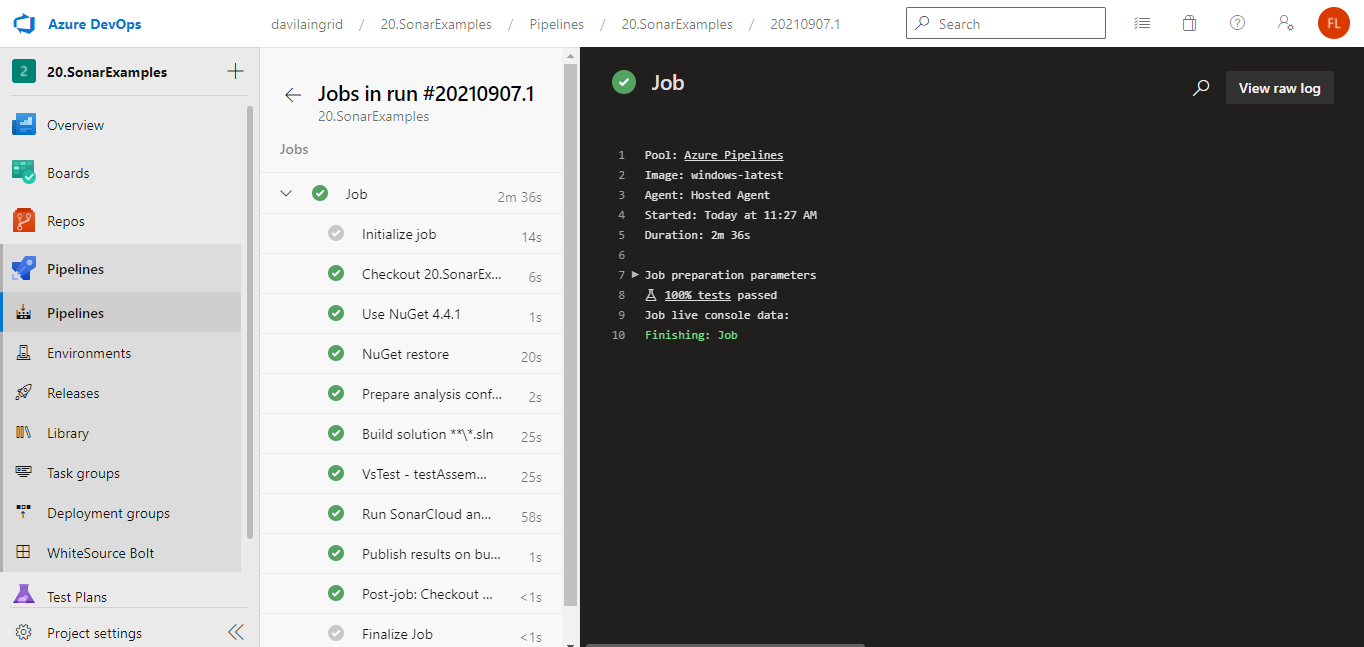 Azure DevOps
davilaingrid / 20.SonarExamples / Pipelines / 20.SonarExamples / 20210907.1
Search
FL
2 20.SonarExamples
Overview
Boards
Repos
Pipelines
Pipelines
Environments
Releases
Library
Task groups
Deployment groups
WhiteSource Bolt
Test Plans
Project settings
Jobs in run #20210907.1
20.SonarExamples
Jobs
Job 2m 36s
Initialize job 14s
Checkout 20.SonarEx... 6s
Use NuGet 4.4.1 1s
NuGet restore 20s
Prepare analysis conf... 2s
Build solution **\*.sln 25s
VsTest - testAssem... 25s
Run SonarCloud an... 58s
Publish results on bu... 1s
Post-job: Checkout ... <1s
Finalize Job <1s
Job
View raw log
1 Pool: Azure Pipelines
2 Image: windows-latest
3 Agent: Hosted Agent
4 Started: Today at 11:27 AM
5 Duration: 2m 36s
6
7 Job preparation parameters
8 100% tests passed
9 Job live console data:
10 Finishing: Job